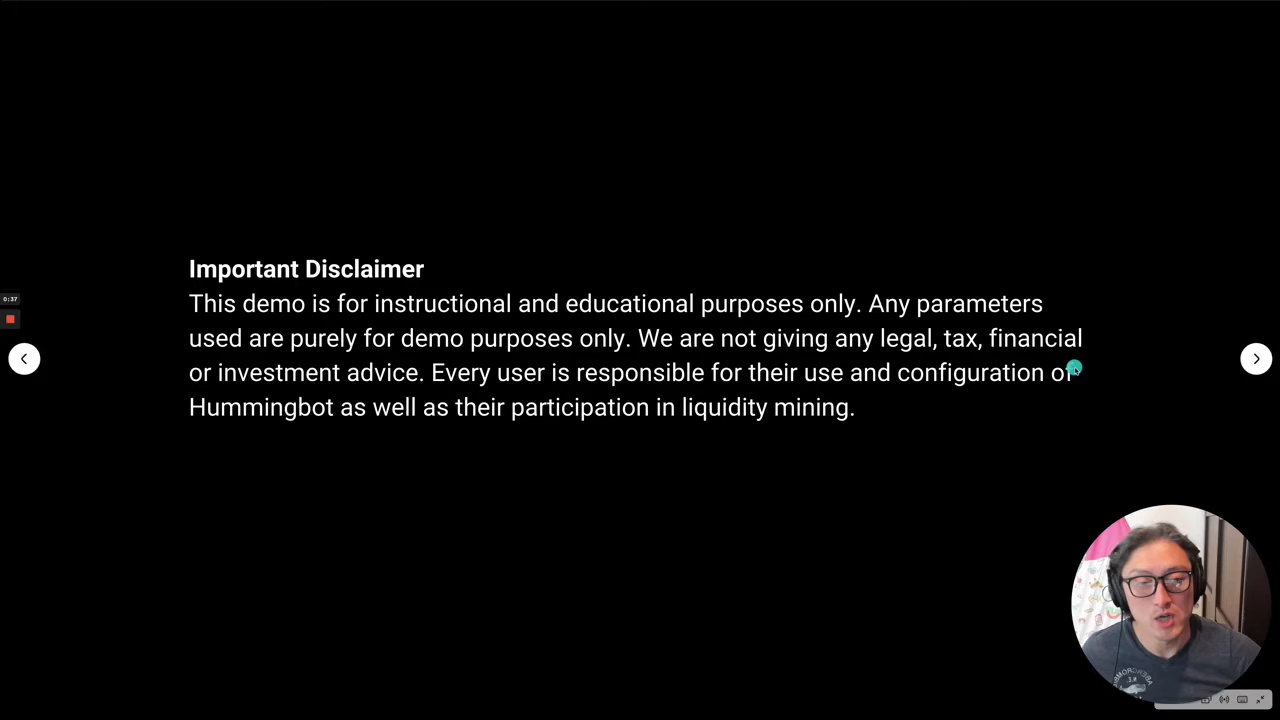 Important Disclaimer
This demo is for instructional and educational purposes only. Any parameters
used are purely for demo purposes only. We are not giving any legal, tax, financial
or investment advice. Every user is responsible for their use and configuration of
Hummingbot as well as their participation in liquidity mining.
0:37